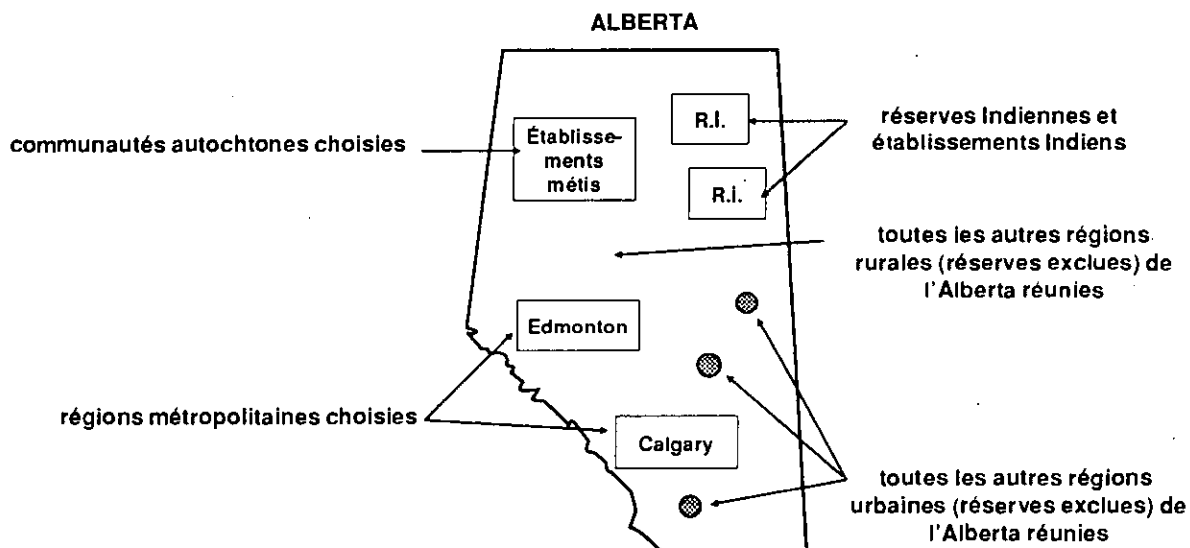 ALBERTA
communautés autochtones choisies
Établisse-
ments
métis
R.I.
R.I.
réserves Indiennes et
établissements Indiens
toutes les autres régions
rurales (réserves exclues) de
l'Alberta réunies
Edmonton
régions métropolitaines choisies
Calgary
toutes les autres régions
urbaines (réserves exclues) de
l'Alberta réunies